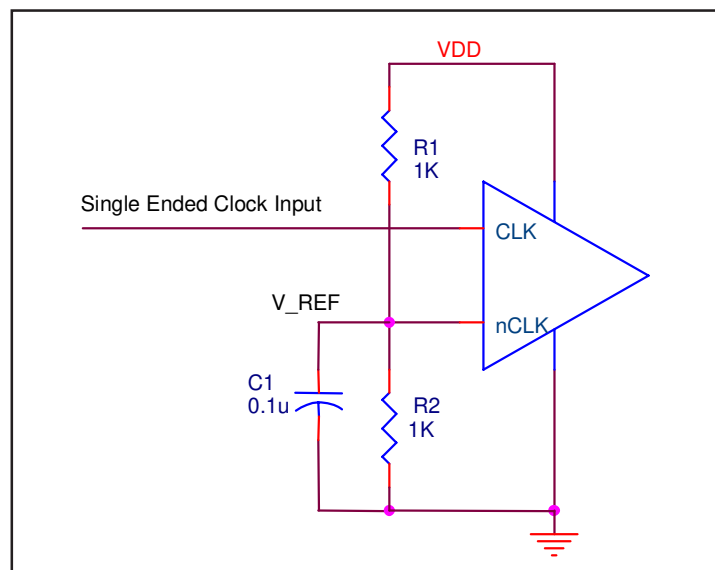 VDD
R1
1K
Single Ended Clock Input
CLK
V_REF
nCLK
C1
0.1u
R2
1K